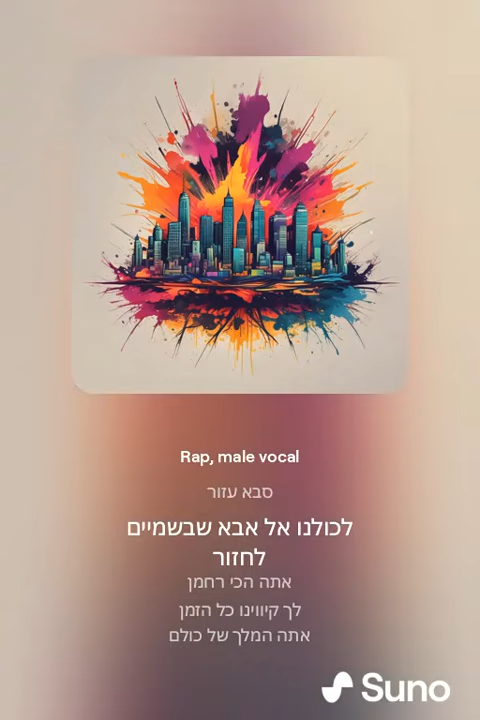 Rap, male vocal
סבא עזור
לכולנו אל אבא שבשמיים
לחזור
אתה הכי רחמן
לך קיווינו כל הזמן
אתה המלך של כולם
Suno